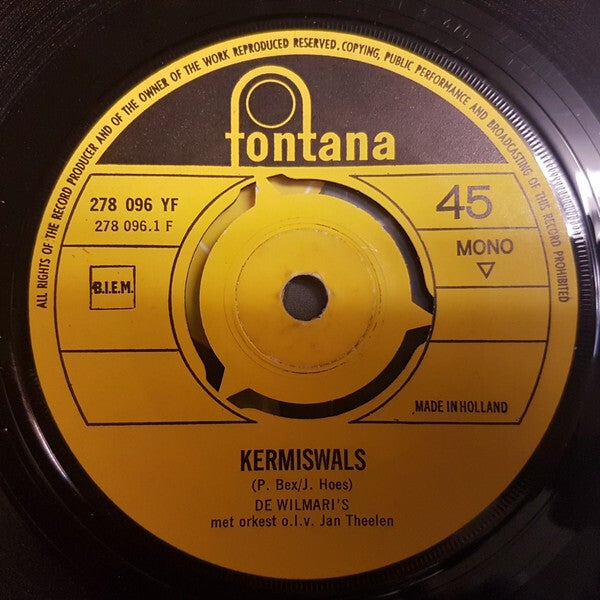 ALL RIGHTS OF THE RECORD PRODUCER AND OF THE OWNER OF THE WORK REPRODUCED RESERVED. COPYING, PUBLIC PERFORMANCE AND BROADCASTING OF THIS RECORD PROHIBITED
fontana
278 096 YF
278 096.1 F
45
MONO
B.I.E.M.
MADE IN HOLLAND
KERMISWALS
(P. Bex/J. Hoes)
DE WILMARI'S
met orkest o.l.v. Jan Theelen